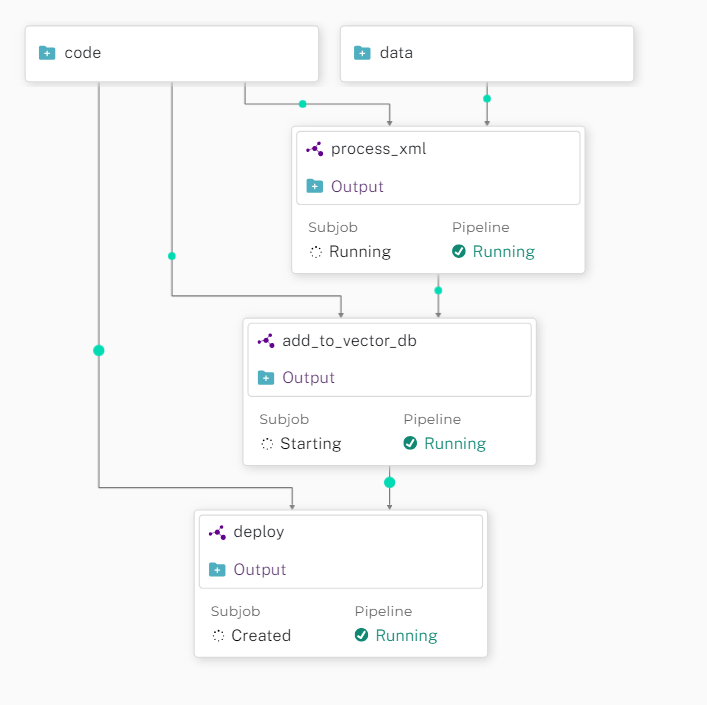 code
data
process_xml
Output
Subjob Pipeline
Running Running
add_to_vector_db
Output
Subjob Pipeline
Starting Running
deploy
Output
Subjob Pipeline
Created Running